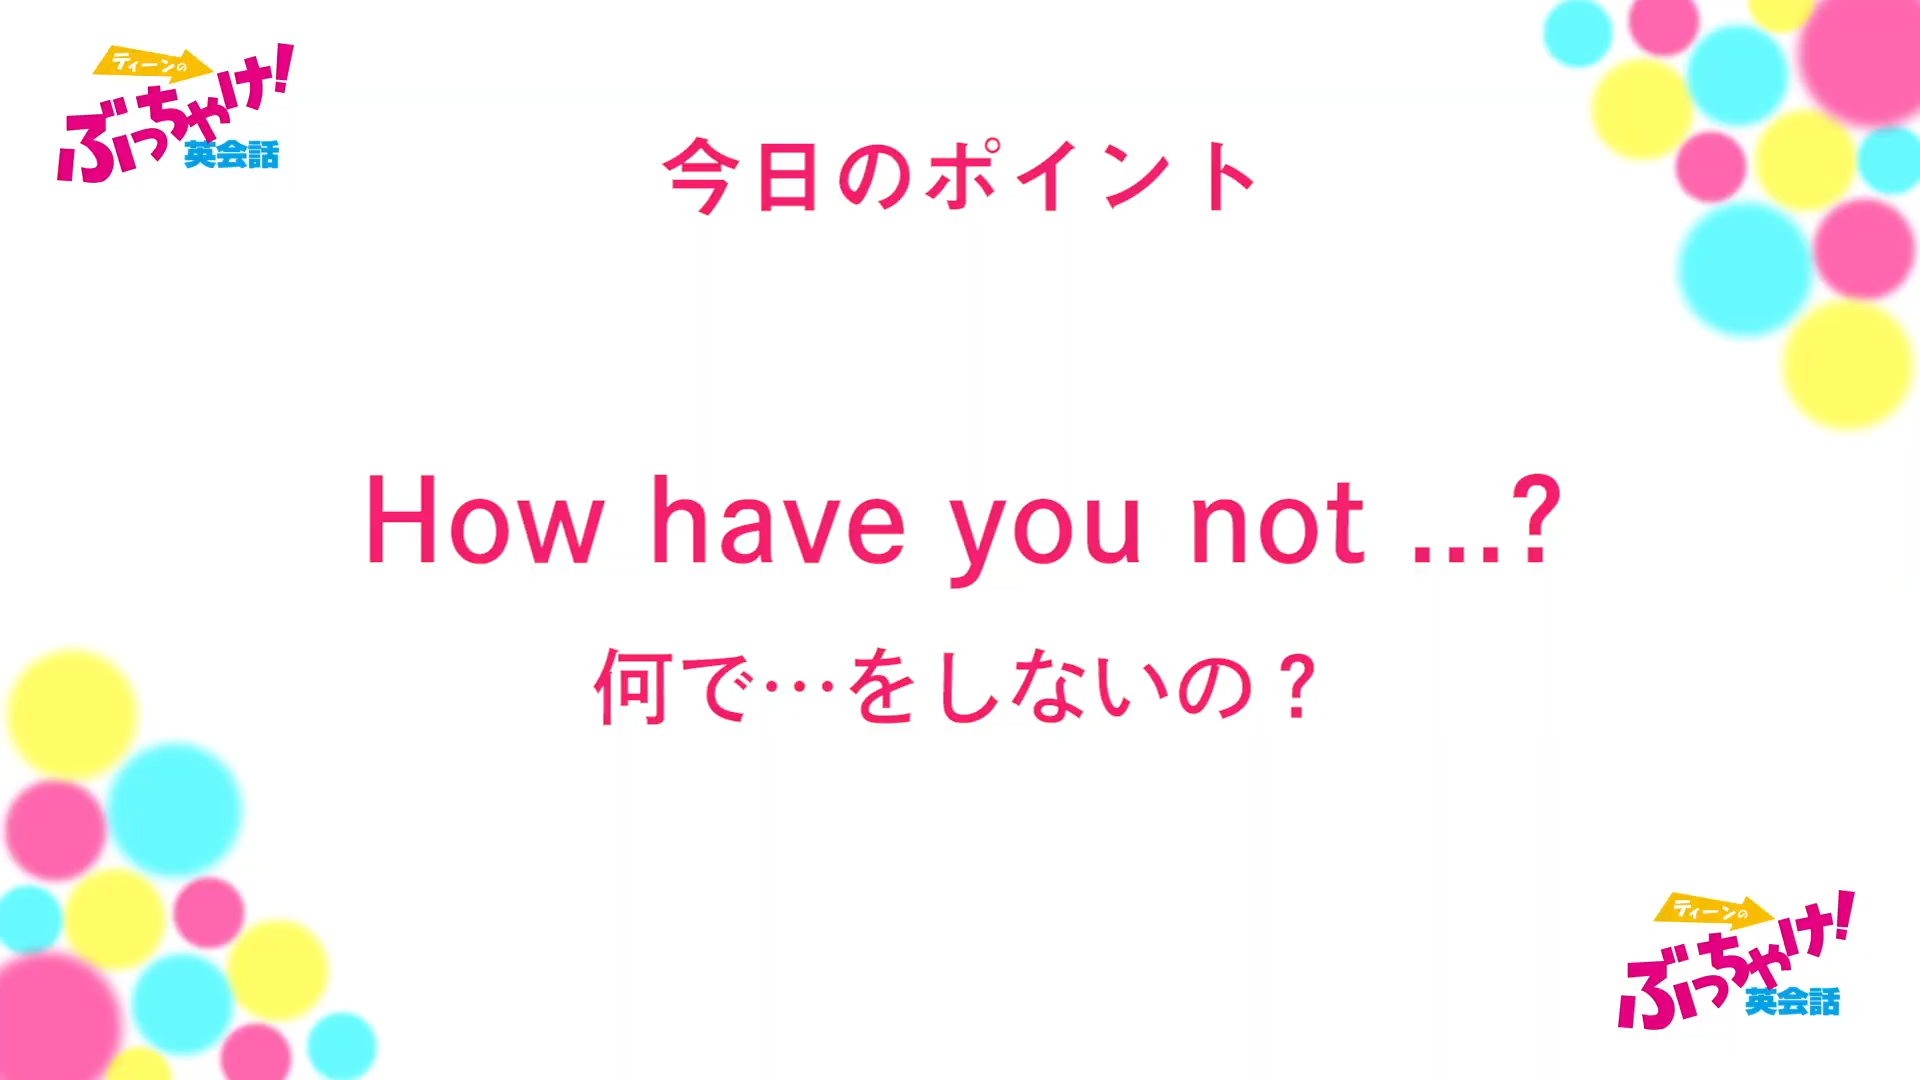 ティーンの
ぶっちゃけ!
英会話
今日のポイント
How have you not ...?
何で…をしないの?
ティーンの
ぶっちゃけ!
英会話